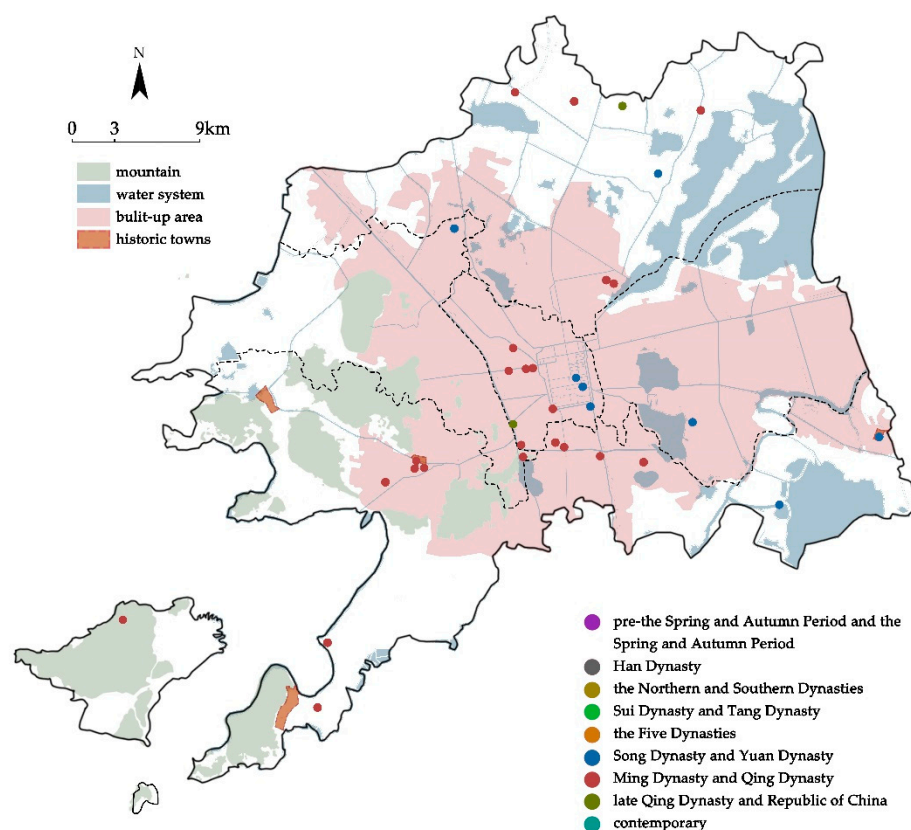 N
0 3 9km
mountain
water system
bulit-up area
historic towns
pre-the Spring and Autumn Period and the
Spring and Autumn Period
Han Dynasty
the Northern and Southern Dynasties
Sui Dynasty and Tang Dynasty
the Five Dynasties
Song Dynasty and Yuan Dynasty
Ming Dynasty and Qing Dynasty
late Qing Dynasty and Republic of China
contemporary